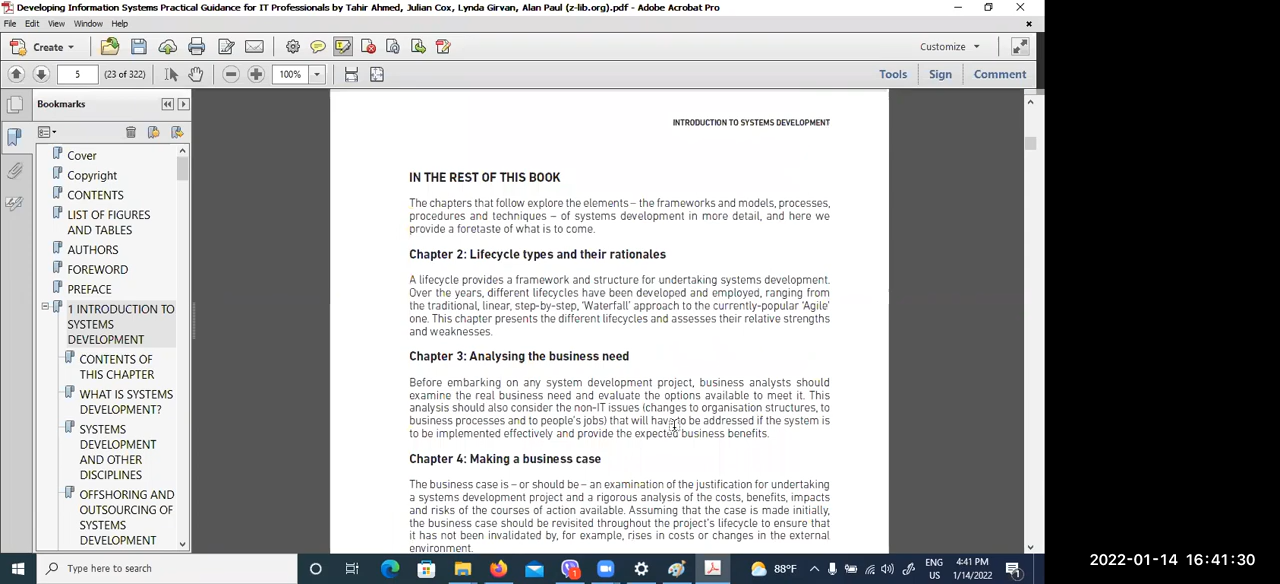 Developing Information Systems Practical Guidance for IT Professionals by Tahir Ahmed, Julian Cox, Lynda Girvan, Alan Paul (z-lib.org).pdf - Adobe Acrobat Pro
File Edit View Window Help
Create
Customize
5 (23 of 322) 100%
Tools Sign Comment
Bookmarks
Cover
Copyright
CONTENTS
LIST OF FIGURES
AND TABLES
AUTHORS
FOREWORD
PREFACE
1 INTRODUCTION TO
SYSTEMS
DEVELOPMENT
CONTENTS OF
THIS CHAPTER
WHAT IS SYSTEMS
DEVELOPMENT?
SYSTEMS
DEVELOPMENT
AND OTHER
DISCIPLINES
OFFSHORING AND
OUTSOURCING OF
SYSTEMS
DEVELOPMENT
INTRODUCTION TO SYSTEMS DEVELOPMENT
IN THE REST OF THIS BOOK
The chapters that follow explore the elements – the frameworks and models, processes,
procedures and techniques – of systems development in more detail, and here we
provide a foretaste of what is to come.
Chapter 2: Lifecycle types and their rationales
A lifecycle provides a framework and structure for undertaking systems development.
Over the years, different lifecycles have been developed and employed, ranging from
the traditional, linear, step-by-step, ‘Waterfall’ approach to the currently-popular ‘Agile’
one. This chapter presents the different lifecycles and assesses their relative strengths
and weaknesses.
Chapter 3: Analysing the business need
Before embarking on any system development project, business analysts should
examine the real business need and evaluate the options available to meet it. This
analysis should also consider the non-IT issues (changes to organisation structures, to
business processes and to people’s jobs) that will have to be addressed if the system is
to be implemented effectively and provide the expected business benefits.
Chapter 4: Making a business case
The business case is – or should be – an examination of the justification for undertaking
a systems development project and a rigorous analysis of the costs, benefits, impacts
and risks of the courses of action available. Assuming that the case is made initially,
the business case should be revisited throughout the project’s lifecycle to ensure that
it has not been invalidated by, for example, rises in costs or changes in the external
environment.
Type here to search
88°F
ENG
US
4:41 PM
1/14/2022
1
2022-01-14 16:41:30